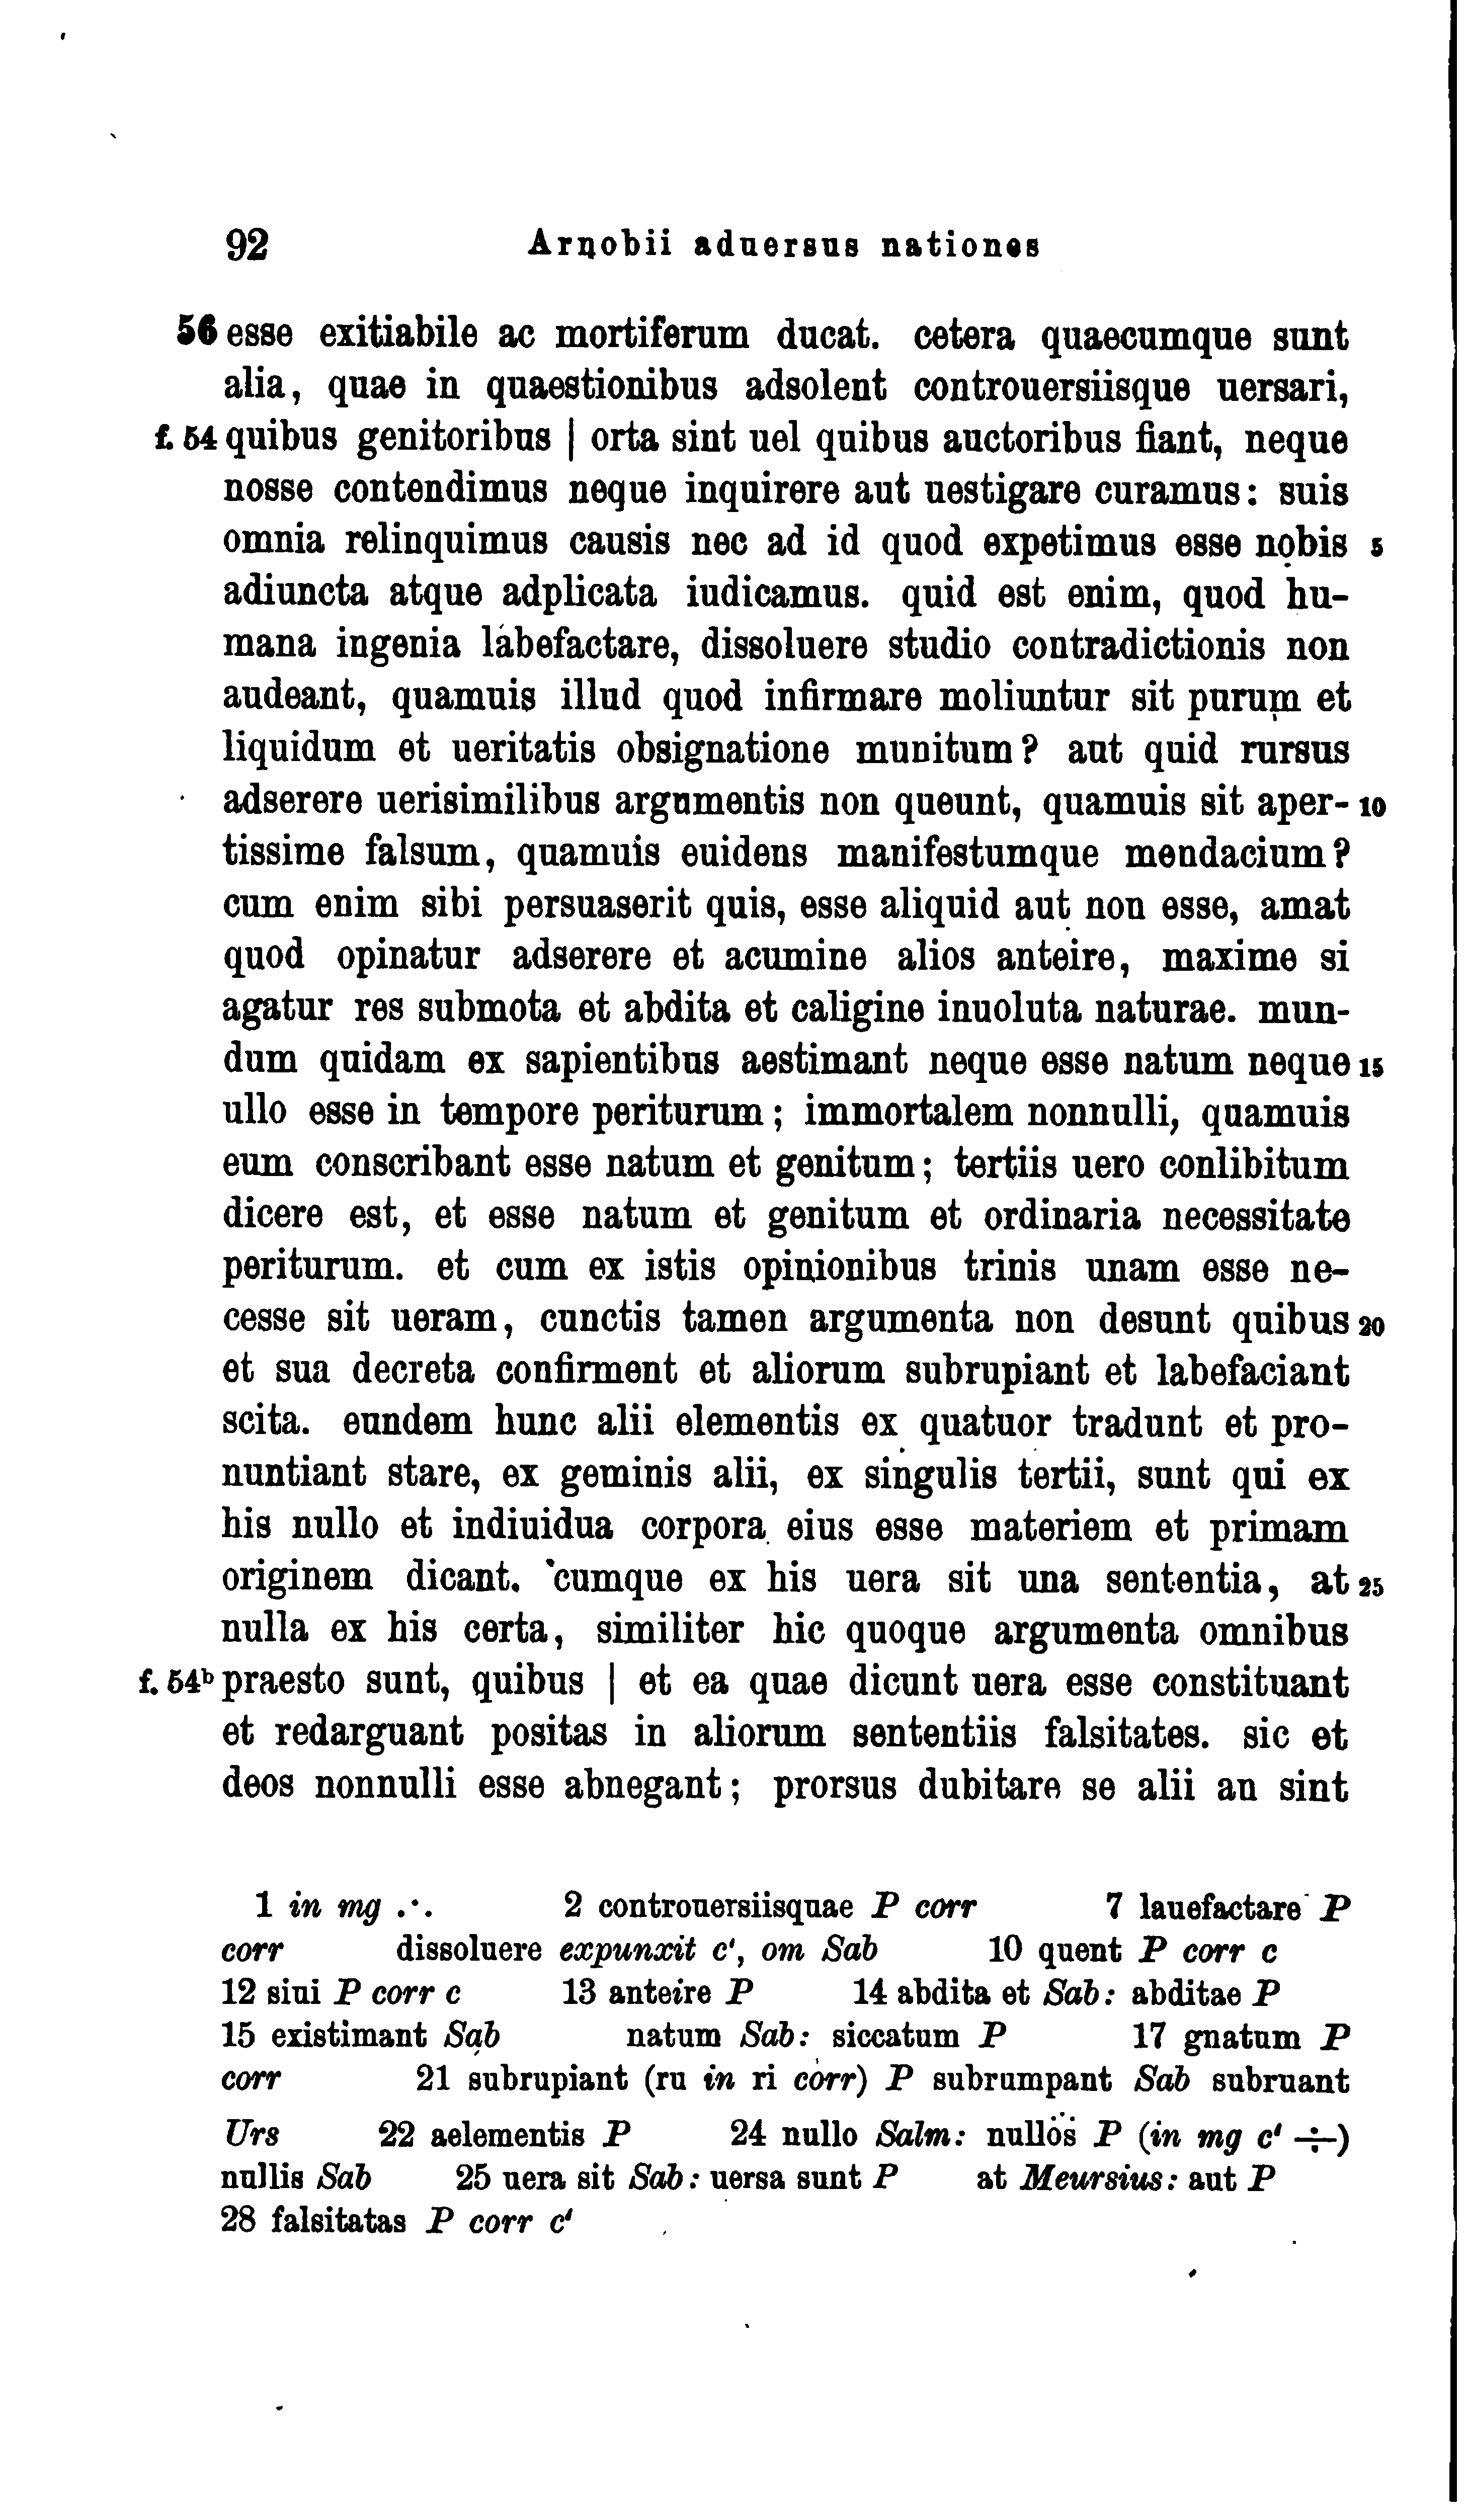 92 Arnobii aduersus nationes
56 esse exitiabile ac mortiferum ducat. cetera quaecumque sunt
alia, quae in quaestionibus adsolent controuersiisque uersari,
f. 54 quibus genitoribus | orta sint uel quibus auctoribus fiant, neque
nosse contendimus neque inquirere aut uestigare curamus: suis
omnia relinquimus causis nec ad id quod expetimus esse nobis 5
adiuncta atque adplicata iudicamus. quid est enim, quod hu-
mana ingenia labefactare, dissoluere studio contradictionis non
audeant, quamuis illud quod infirmare moliuntur sit purum et
liquidum et ueritatis obsignatione munitum? aut quid rursus
adserere uerisimilibus argumentis non queunt, quamuis sit aper- 10
tissime falsum, quamuis euidens manifestumque mendacium?
cum enim sibi persuaserit quis, esse aliquid aut non esse, amat
quod opinatur adserere et acumine alios anteire, maxime si
agatur res submota et abdita et caligine inuoluta naturae. mun-
dum quidam ex sapientibus aestimant neque esse natum neque 15
ullo esse in tempore periturum; immortalem nonnulli, quamuis
eum conscribant esse natum et genitum; tertiis uero conlibitum
dicere est, et esse natum et genitum et ordinaria necessitate
periturum. et cum ex istis opinionibus trinis unam esse ne-
cesse sit ueram, cunctis tamen argumenta non desunt quibus 20
et sua decreta confirment et aliorum subrupiant et labefaciant
scita. eundem hunc alii elementis ex quatuor tradunt et pro-
nuntiant stare, ex geminis alii, ex singulis tertii, sunt qui ex
his nullo et indiuidua corpora eius esse materiem et primam
originem dicant. cumque ex his uera sit una sententia, at 25
nulla ex his certa, similiter hic quoque argumenta omnibus
f. 54ᵇ praesto sunt, quibus | et ea quae dicunt uera esse constituant
et redarguant positas in aliorum sententiis falsitates. sic et
deos nonnulli esse abnegant; prorsus dubitare se alii an sint
1 in mg .·. 2 controuersiisquae P corr 7 lauefactare P
corr dissoluere expunxit c', om Sab 10 quent P corr c
12 siui P corr c 13 anteire P 14 abdita et Sab: abditae P
15 existimant Sab natum Sab: siccatum P 17 gnatum P
corr 21 subrupiant (ru in ri corr) P subrumpant Sab subruant
Urs 22 aelementis P 24 nullo Salm: nullös P (in mg c' ÷)
nullis Sab 25 uera sit Sab: uersa sunt P at Meursius: aut P
28 falsitatas P corr c'